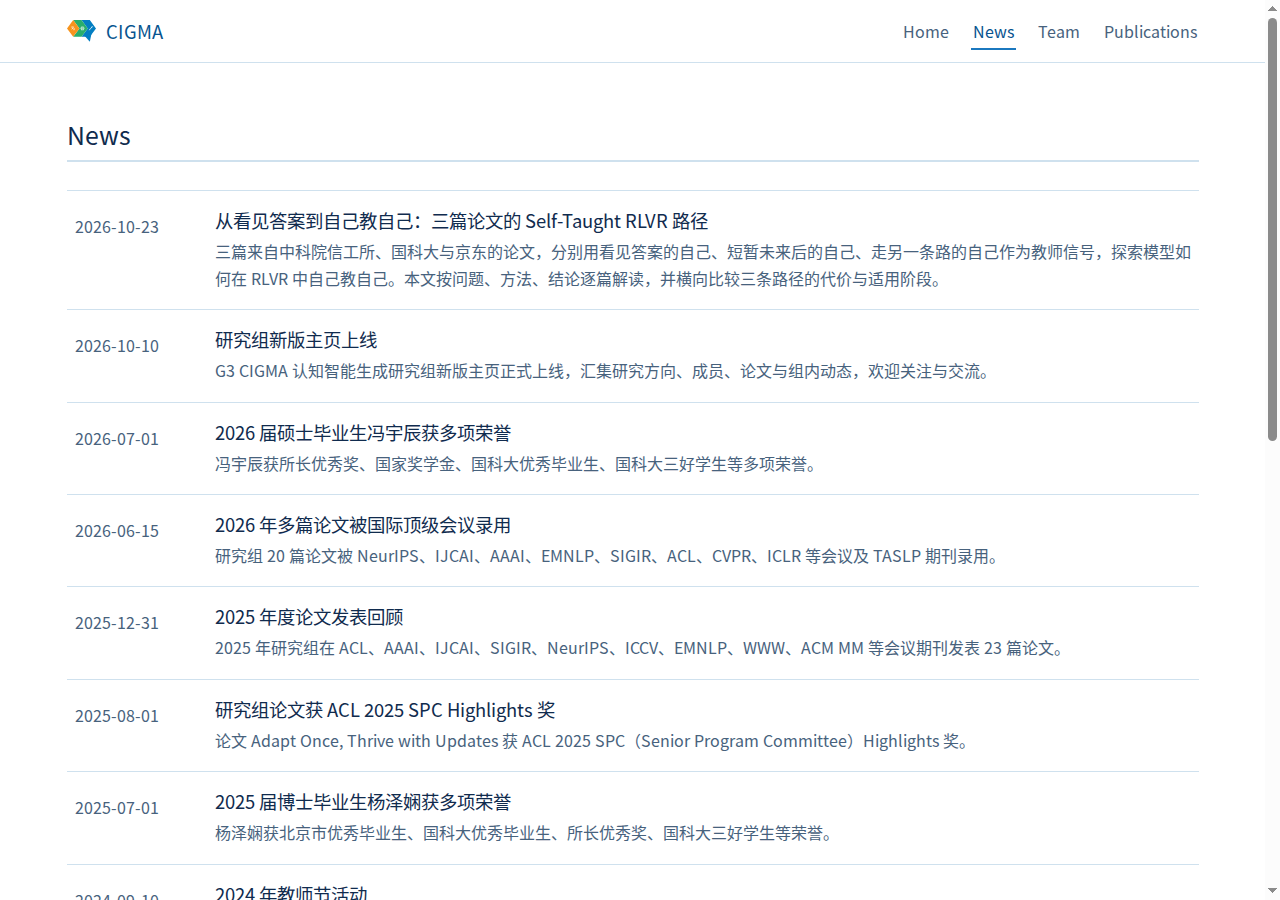 CIGMA
Home News Team Publications
News
2026-10-23
从看见答案到自己教自己：三篇论文的 Self-Taught RLVR 路径
三篇来自中科院信工所、国科大与京东的论文，分别用看见答案的自己、短暂未来后的自己、走另一条路的自己作为教师信号，探索模型如
何在 RLVR 中自己教自己。本文按问题、方法、结论逐篇解读，并横向比较三条路径的代价与适用阶段。
2026-10-10
研究组新版主页上线
G3 CIGMA 认知智能生成研究组新版主页正式上线，汇集研究方向、成员、论文与组内动态，欢迎关注与交流。
2026-07-01
2026 届硕士毕业生冯宇辰获多项荣誉
冯宇辰获所长优秀奖、国家奖学金、国科大优秀毕业生、国科大三好学生等多项荣誉。
2026-06-15
2026 年多篇论文被国际顶级会议录用
研究组 20 篇论文被 NeurIPS、IJCAI、AAAI、EMNLP、SIGIR、ACL、CVPR、ICLR 等会议及 TASLP 期刊录用。
2025-12-31
2025 年度论文发表回顾
2025 年研究组在 ACL、AAAI、IJCAI、SIGIR、NeurIPS、ICCV、EMNLP、WWW、ACM MM 等会议期刊发表 23 篇论文。
2025-08-01
研究组论文获 ACL 2025 SPC Highlights 奖
论文 Adapt Once, Thrive with Updates 获 ACL 2025 SPC（Senior Program Committee）Highlights 奖。
2025-07-01
2025 届博士毕业生杨泽娴获多项荣誉
杨泽娴获北京市优秀毕业生、国科大优秀毕业生、所长优秀奖、国科大三好学生等荣誉。
2024-09-10
2024 年教师节活动